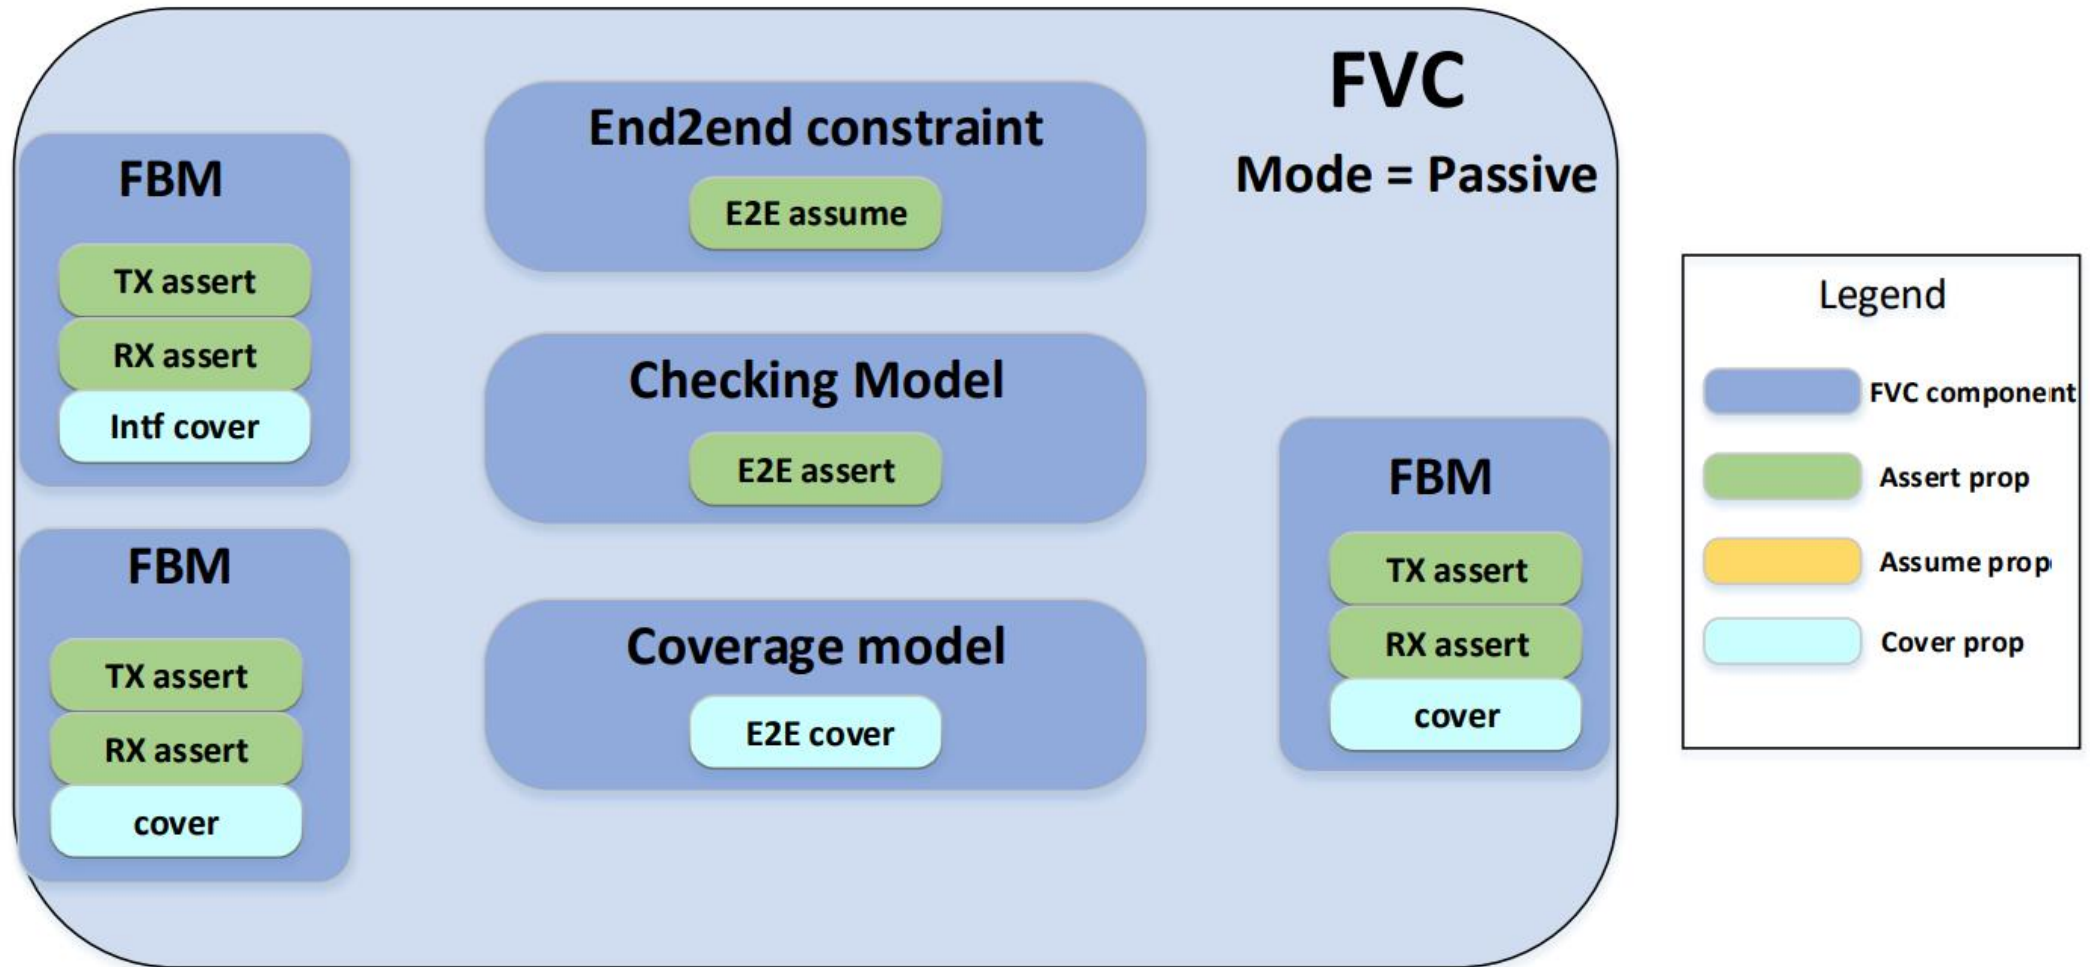 FVC
Mode = Passive
FBM
TX assert
RX assert
Intf cover
FBM
TX assert
RX assert
cover
End2end constraint
E2E assume
Checking Model
E2E assert
Coverage model
E2E cover
FBM
TX assert
RX assert
cover
Legend
FVC component
Assert prop
Assume prop
Cover prop